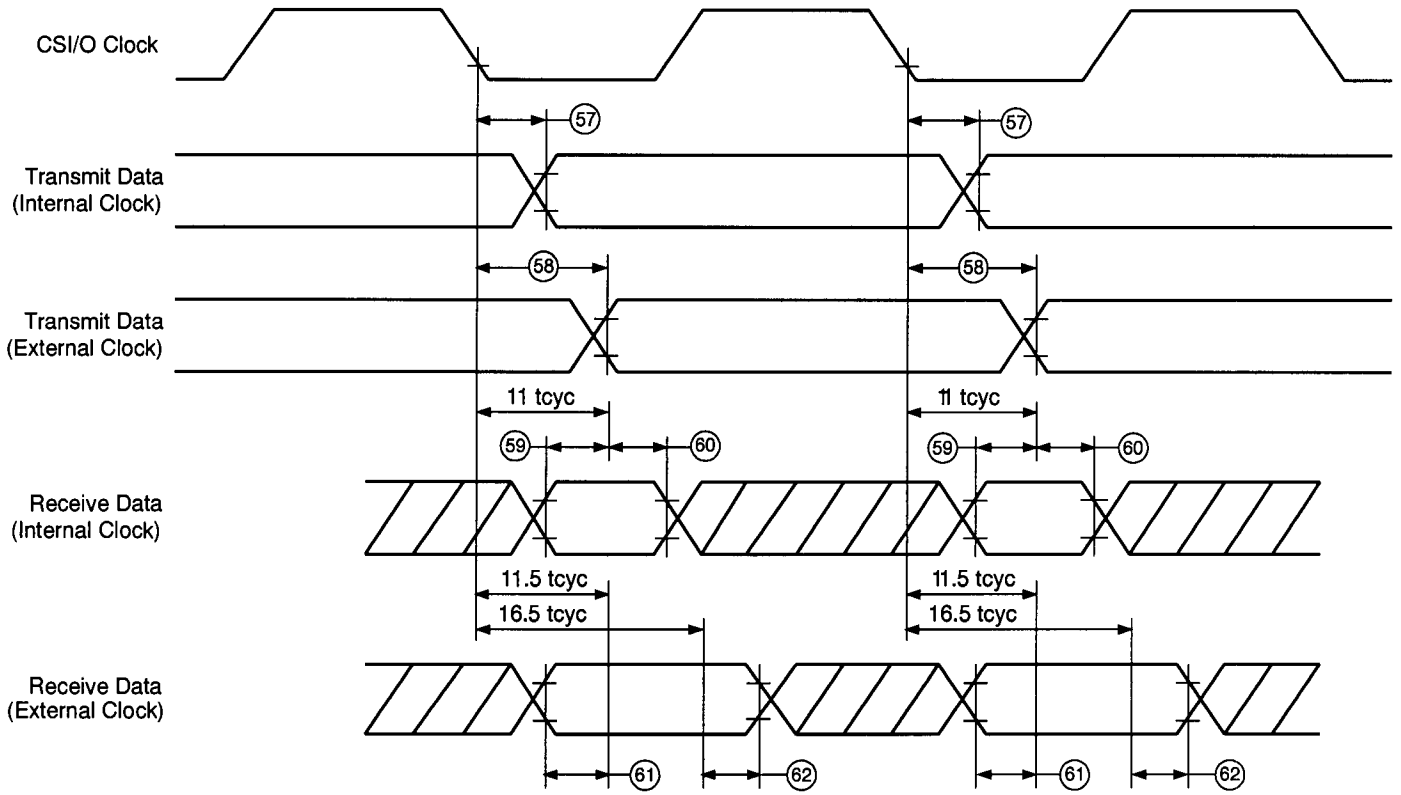 CSI/O Clock
57
57
Transmit Data
(Internal Clock)
58
58
Transmit Data
(External Clock)
11 tcyc
11 tcyc
59
60
59
60
Receive Data
(Internal Clock)
11.5 tcyc
11.5 tcyc
16.5 tcyc
16.5 tcyc
Receive Data
(External Clock)
61
62
61
62